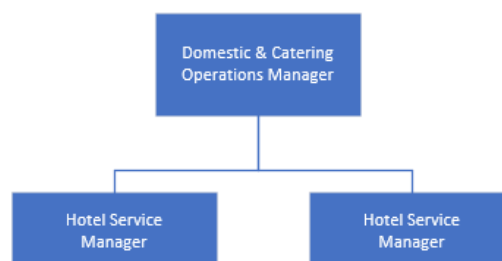 Domestic & Catering
Operations Manager
Hotel Service
Manager
Hotel Service
Manager